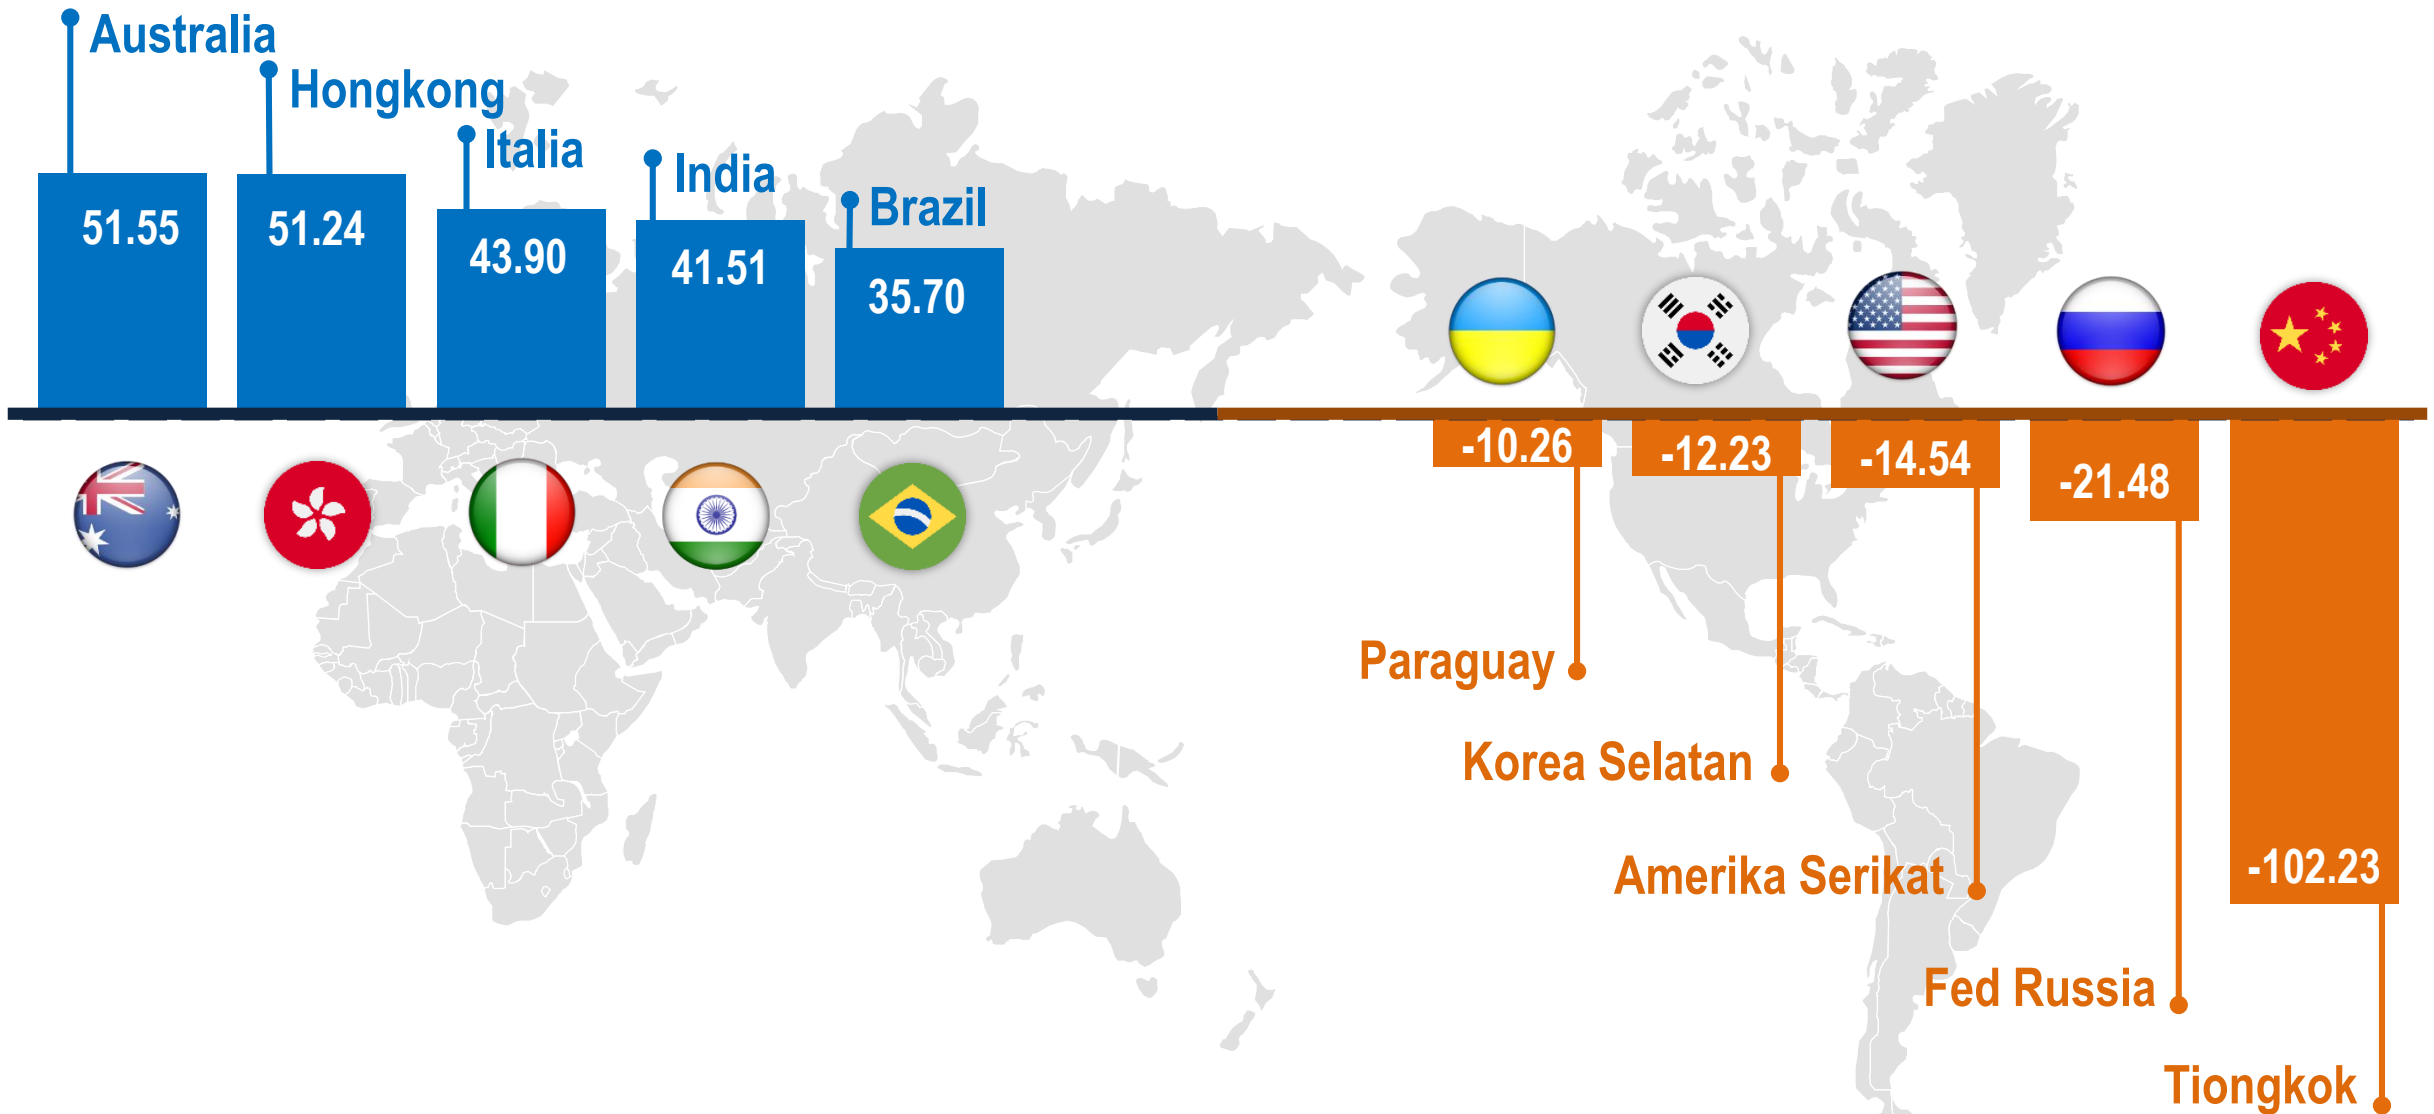 Australia
Hongkong
Italia
India
Brazil
51.55
51.24
43.90
41.51
35.70
-10.26
-12.23
-14.54
-21.48
-102.23
Paraguay
Korea Selatan
Amerika Serikat
Fed Russia
Tiongkok